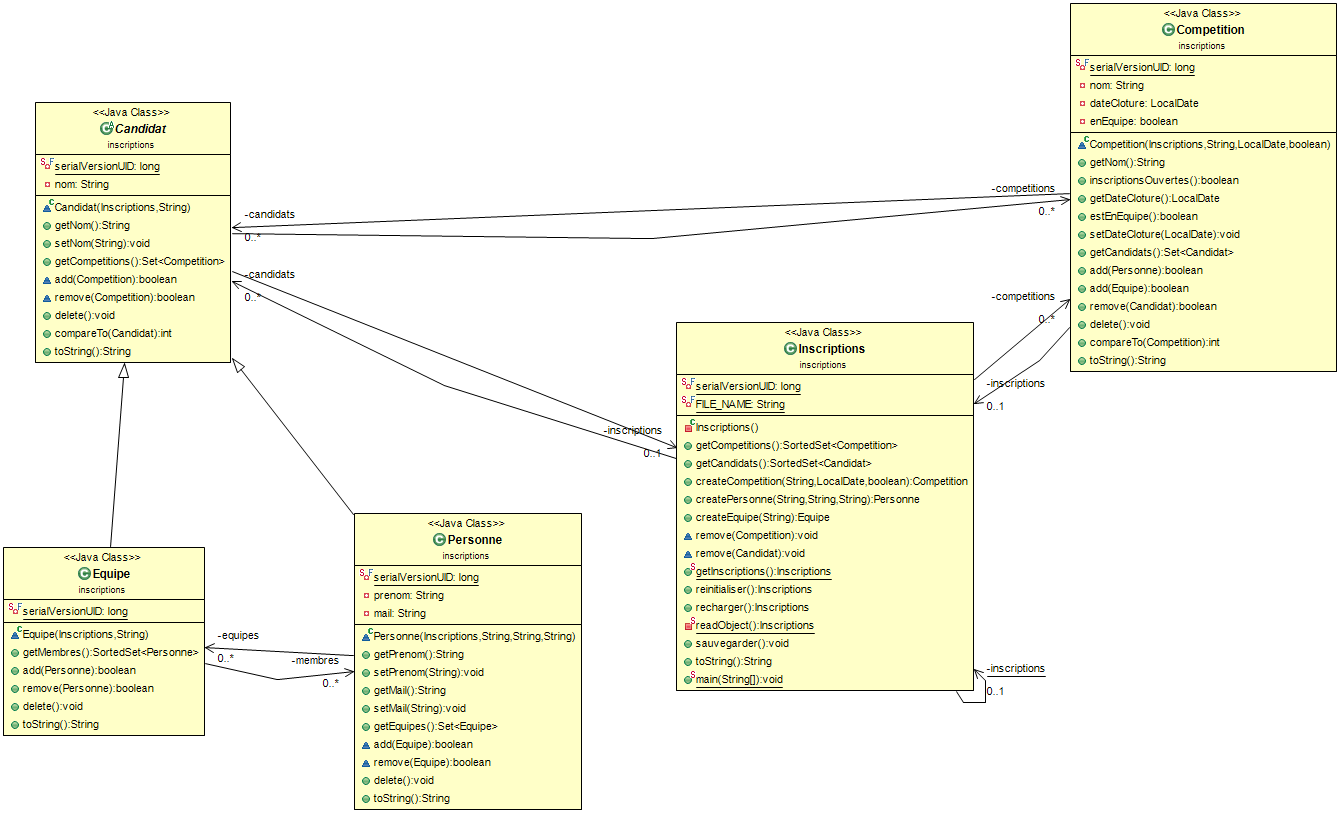 <<Java Class>>
Competition
inscriptions
serialVersionUID: long
nom: String
dateCloture: LocalDate
enEquipe: boolean
Competition(Inscriptions,String,LocalDate,boolean)
getNom():String
inscriptionsOuvertes():boolean
getDateCloture():LocalDate
estEnEquipe():boolean
setDateCloture(LocalDate):void
getCandidats():Set<Candidat>
add(Personne):boolean
add(Equipe):boolean
remove(Candidat):boolean
delete():void
compareTo(Competition):int
toString():String
<<Java Class>>
Candidat
inscriptions
serialVersionUID: long
nom: String
Candidat(Inscriptions,String)
getNom():String
setNom(String):void
getCompetitions():Set<Competition>
add(Competition):boolean
remove(Competition):boolean
delete():void
compareTo(Candidat):int
toString():String
-competitions
0..*
-candidats
0..*
-candidats
0..*
-competitions
0..*
-inscriptions
0..1
-inscriptions
0..1
<<Java Class>>
Inscriptions
inscriptions
serialVersionUID: long
FILE_NAME: String
Inscriptions()
getCompetitions():SortedSet<Competition>
getCandidats():SortedSet<Candidat>
createCompetition(String,LocalDate,boolean):Competition
createPersonne(String,String,String):Personne
createEquipe(String):Equipe
remove(Competition):void
remove(Candidat):void
getInscriptions():Inscriptions
reinitialiser():Inscriptions
recharger():Inscriptions
readObject():Inscriptions
sauvegarder():void
toString():String
main(String[]):void
-inscriptions
0..1
<<Java Class>>
Personne
inscriptions
serialVersionUID: long
prenom: String
mail: String
Personne(Inscriptions,String,String,String)
getPrenom():String
setPrenom(String):void
getMail():String
setMail(String):void
getEquipes():Set<Equipe>
add(Equipe):boolean
remove(Equipe):boolean
delete():void
toString():String
<<Java Class>>
Equipe
inscriptions
serialVersionUID: long
Equipe(Inscriptions,String)
getMembres():SortedSet<Personne>
add(Personne):boolean
remove(Personne):boolean
delete():void
toString():String
-equipes
0..*
-membres
0..*